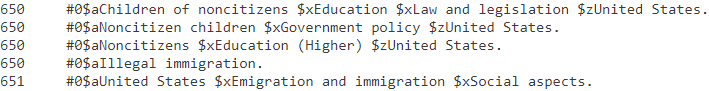 650 #0$aChildren of noncitizens $xEducation $xLaw and legislation $zUnited States.
650 #0$aNoncitizen children $xGovernment policy $zUnited States.
650 #0$aNoncitizens $xEducation (Higher) $zUnited States.
650 #0$aIllegal immigration.
651 #0$aUnited States $xEmigration and immigration $xSocial aspects.